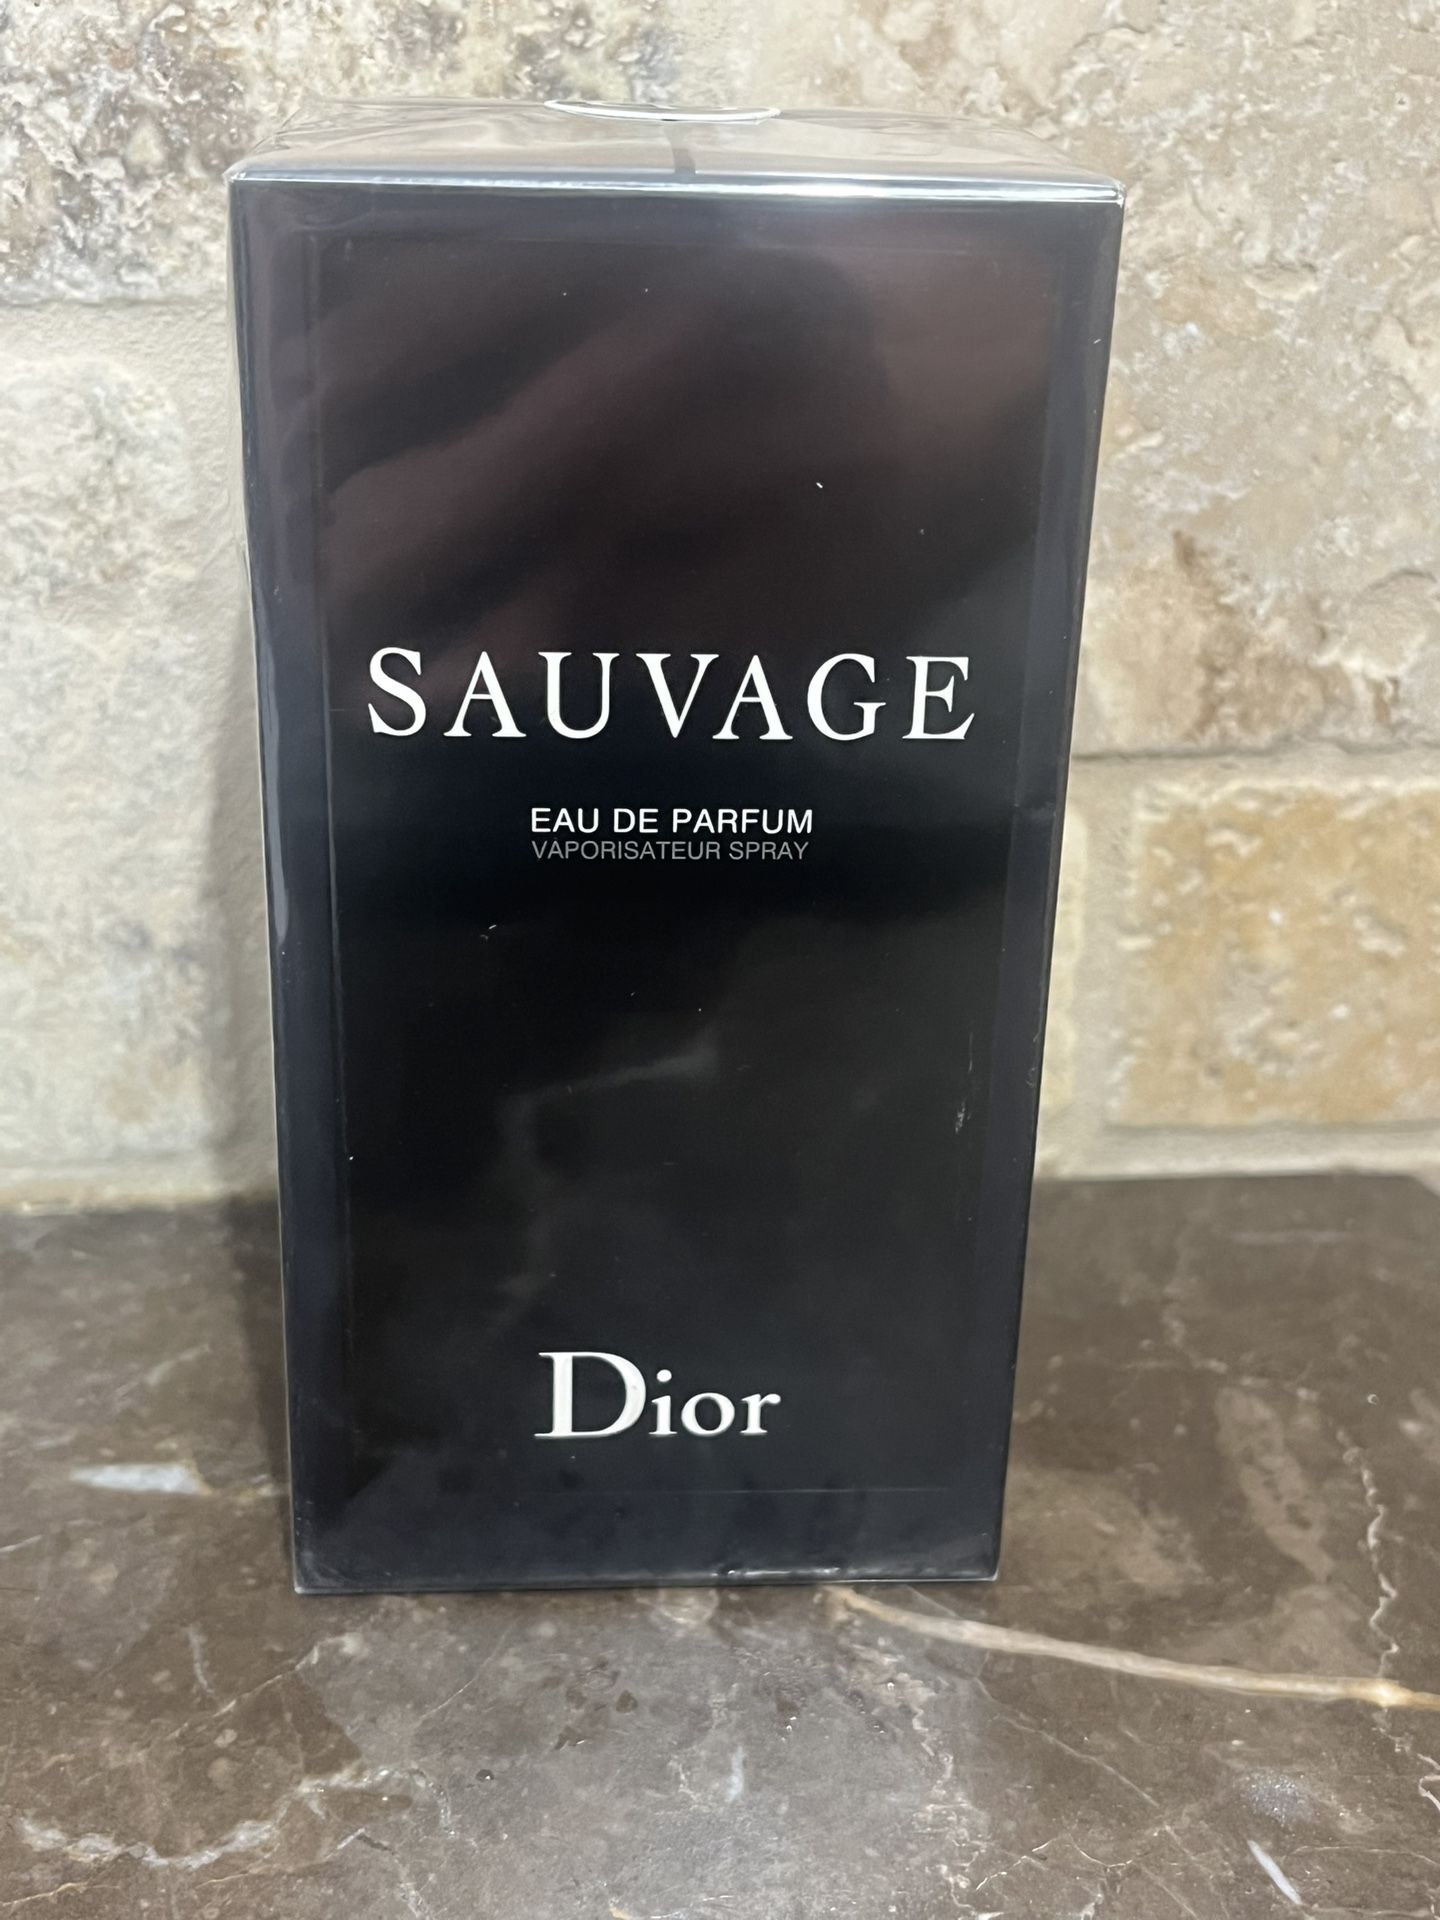 SAUVAGE
EAU DE PARFUM
VAPORISATEUR SPRAY
Dior